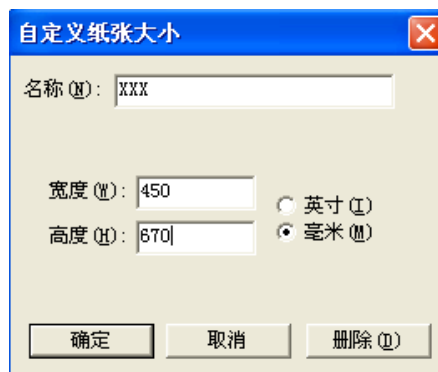 自定义纸张大小
名称(N): XXX
宽度(W): 450
英寸(I)
高度(H): 670
毫米(M)
确定 取消 删除(D)